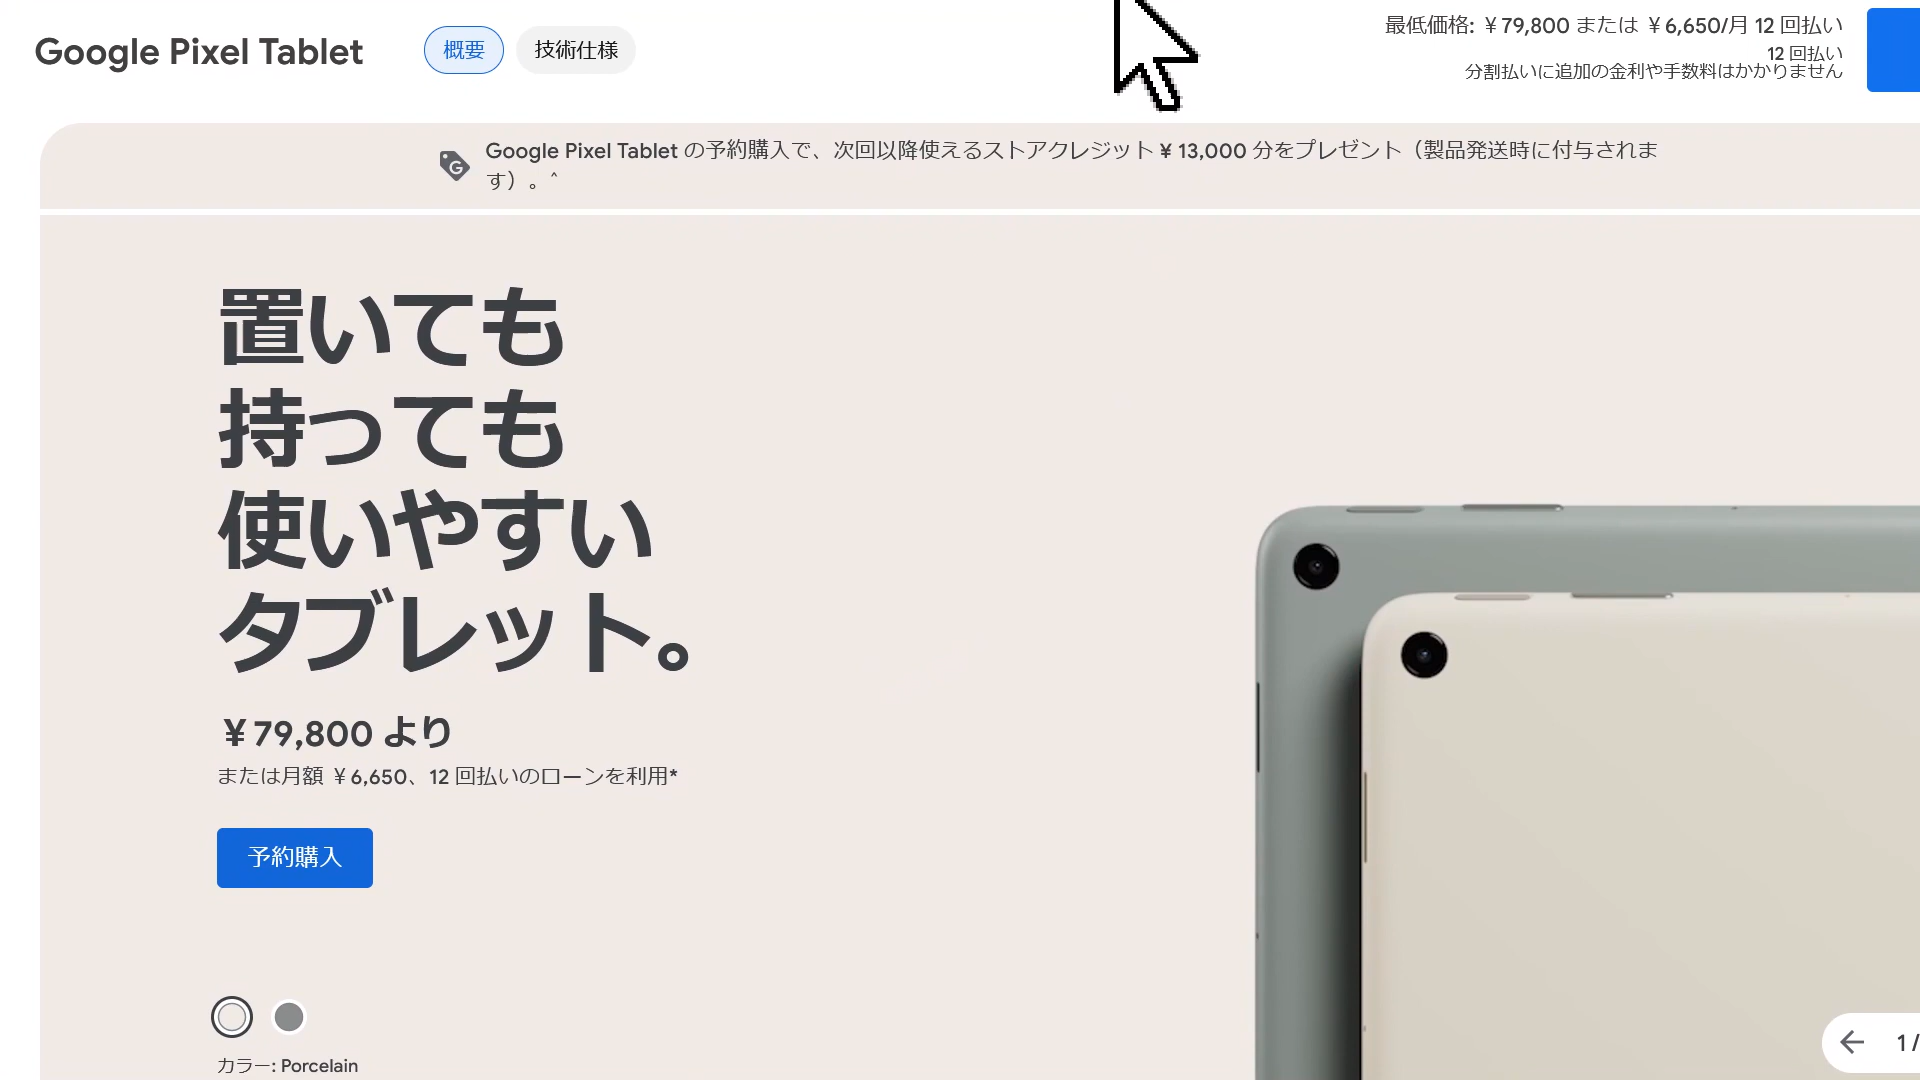 Google Pixel Tablet
概要
技術仕様
最低価格: ￥79,800 または ￥6,650/月 12 回払い
12 回払い
分割払いに追加の金利や手数料はかかりません
Google Pixel Tablet の予約購入で、次回以降使えるストアクレジット ¥ 13,000 分をプレゼント（製品発送時に付与されま
す）。^
置いても
持っても
使いやすい
タブレット。
￥79,800 より
または月額 ￥6,650、12 回払いのローンを利用*
予約購入
カラー: Porcelain
1 /